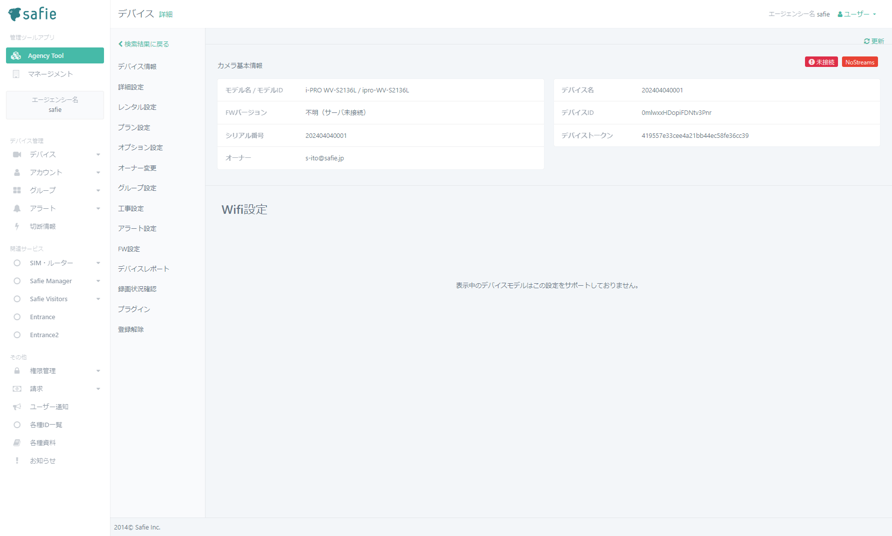 safie
管理ツールアプリ
Agency Tool
マネージメント
エージェンシー名
safie
デバイス管理
デバイス
アカウント
グループ
アラート
切断情報
関連サービス
SIM・ルーター
Safie Manager
Safie Visitors
Entrance
Entrance2
その他
権限管理
請求
ユーザー通知
各種ID一覧
各種資料
お知らせ
デバイス 詳細
エージェンシー名 safie
ユーザー
検索結果に戻る
デバイス情報
詳細設定
レンタル設定
プラン設定
オプション設定
オーナー変更
グループ設定
工事設定
アラート設定
FW設定
デバイスレポート
録画状況確認
プラグイン
登録解除
更新
カメラ基本情報
未接続 NoStreams
モデル名 / モデルID i-PRO WV-S2136L / ipro-WV-S2136L
FWバージョン 不明（サーバ未接続）
シリアル番号 202404040001
オーナー s-ito@safie.jp
デバイス名 202404040001
デバイスID 0mlwxxHDopiFDNtv3Pnr
デバイストークン 419557e33cee4a21bb44ec58fe36cc39
Wifi設定
表示中のデバイスモデルはこの設定をサポートしておりません。
2014© Safie Inc.